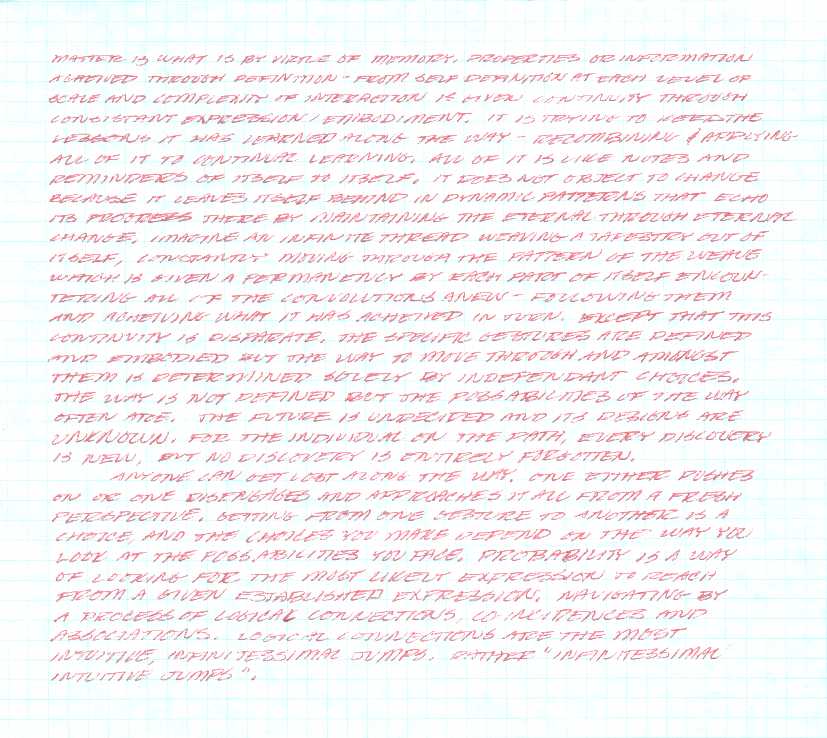 MATTER IS WHAT IS BY VIRTUE OF MEMORY. PROPERTIES OR INFORMATION
ACHEIVED THROUGH DEFINITION - FROM SELF DEFINITION AT EACH LEVEL OF
SCALE AND COMPLEXITY OF INTERACTION IS GIVEN CONTINUITY THROUGH
CONSISTANT EXPRESSION / EMBODIMENT. IT IS TRYING TO THE
LESSONS IT HAS LEARNED ALONG THE WAY - RECOMBINING & APPLYING
ALL OF IT TO CONTINUAL LEARNING. ALL OF IT IS LIKE NOTES AND
REMINDERS OF ITSELF TO ITSELF. IT DOES NOT OBJECT TO CHANGE
BECAUSE IT LEAVES ITSELF BEHIND IN DYNAMIC PATTERNS THAT ECHO
ITS PROGRESS THERE BY MAINTAINING THE ETERNAL THROUGH ETERNAL
CHANGE. IMAGINE AN INFINITE THREAD WEAVING A TAPESTRY OUT OF
ITSELF, CONSTANTLY MOVING THROUGH THE PATTERN OF THE WEAVE
WHICH IS GIVEN A PERMANENCY BY EACH PART OF ITSELF ENCOUN-
TERING ALL OF THE CONVOLUTIONS ANEW - FOLLOWING THEM
AND ACHEIVING WHAT IT HAS ACHEIVED IN TURN. EXCEPT THAT THIS
CONTINUITY IS DISPARATE. THE SPECIFIC GESTURES ARE DEFINED
AND EMBODIED BUT THE WAY TO MOVE THROUGH AND AMONGST
THEM IS DETERMINED SOLELY BY INDEPENDANT CHOICES.
THE WAY IS NOT DEFINED BUT THE POSSABILITIES OF THE WAY
OFTEN ARE. THE FUTURE IS UNDECIDED AND ITS DESIGNS ARE
UNKNOWN. FOR THE INDIVIDUAL ON THE PATH, EVERY DISCOVERY
IS NEW, BUT NO DISCOVERY IS ENTIRELY FORGOTTEN.
ANYONE CAN GET LOST ALONG THE WAY. ONE EITHER PUSHES
ON OR ONE DISENGAGES AND APPROACHES IT ALL FROM A FRESH
PERSPECTIVE. GETTING FROM ONE GESTURE TO ANOTHER IS A
CHOICE, AND THE CHOICES YOU MAKE DEPEND ON THE WAY YOU
LOOK AT THE POSSABILITIES YOU FACE. PROBABILITY IS A WAY
OF LOOKING FOR THE MOST LIKELY EXPRESSION TO REACH
FROM A GIVEN ESTABLISHED EXPRESSION. NAVIGATING BY
A PROCESS OF LOGICAL CONNECTIONS, CO-INCIDENCES AND
ASSOCIATIONS. LOGICAL CONNECTIONS ARE THE MOST
INTUITIVE, INFINITESSIMAL JUMPS. RATHER "INFINITESSIMAL
INTUITIVE JUMPS".